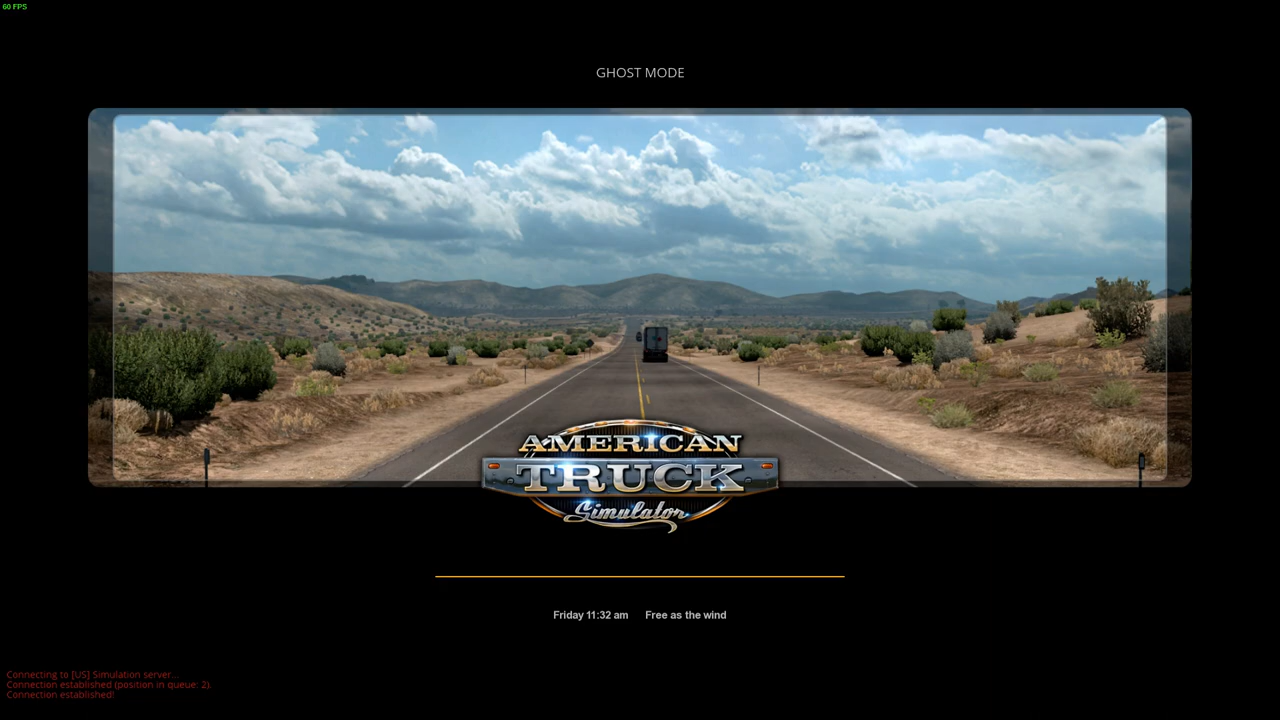 60 FPS
GHOST MODE
AMERICAN
TRUCK
Simulator
Friday 11:32 am Free as the wind
Connecting to [US] Simulation server...
Connection established (position in queue: 2).
Connection established!